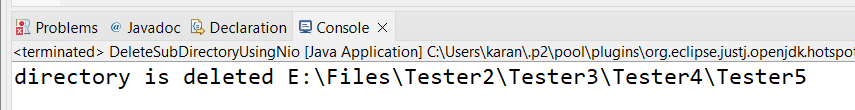 Problems @ Javadoc Declaration Console
<terminated> DeleteSubDirectoryUsingNio [Java Application] C:\Users\karan\.p2\pool\plugins\org.eclipse.justj.openjdk.hotspot
directory is deleted E:\Files\Tester2\Tester3\Tester4\Tester5